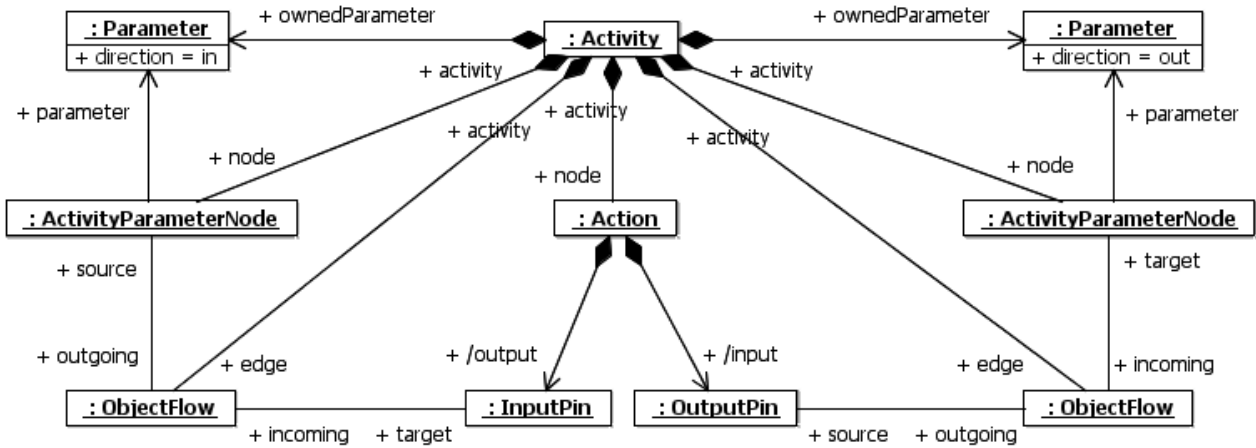 + ownedParameter
+ ownedParameter
: Parameter
: Activity
: Parameter
+ direction = in
+ direction = out
+ activity
+ activity
+ parameter
+ activity
+ activity
+ activity
+ parameter
+ node
+ node
+ node
: ActivityParameterNode
: Action
: ActivityParameterNode
+ source
+ target
+ outgoing
+ edge
+ /output
+ /input
+ edge
+ incoming
: ObjectFlow
: InputPin
: OutputPin
: ObjectFlow
+ incoming
+ target
+ source
+ outgoing